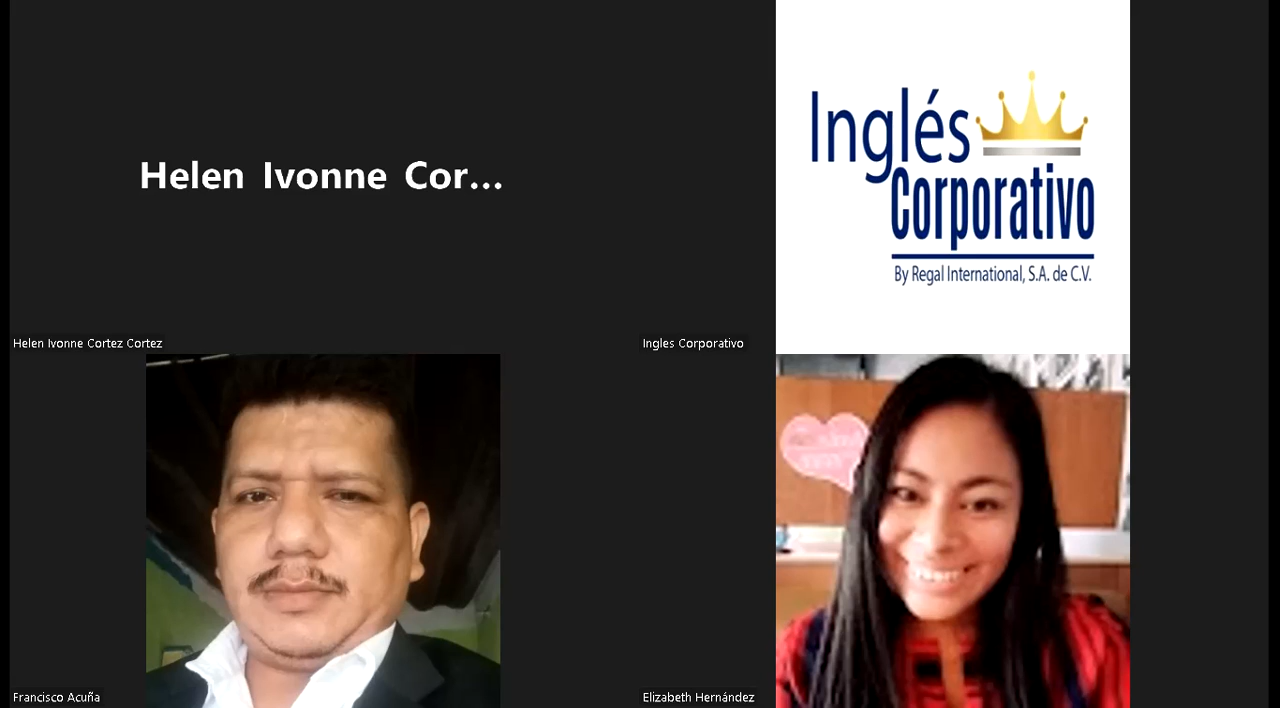 Helen Ivonne Cor...
Inglés
Corporativo
By Regal International, S.A. de C.V.
Helen Ivonne Cortez Cortez
Ingles Corporativo
Francisco Acuña
Elizabeth Hernández